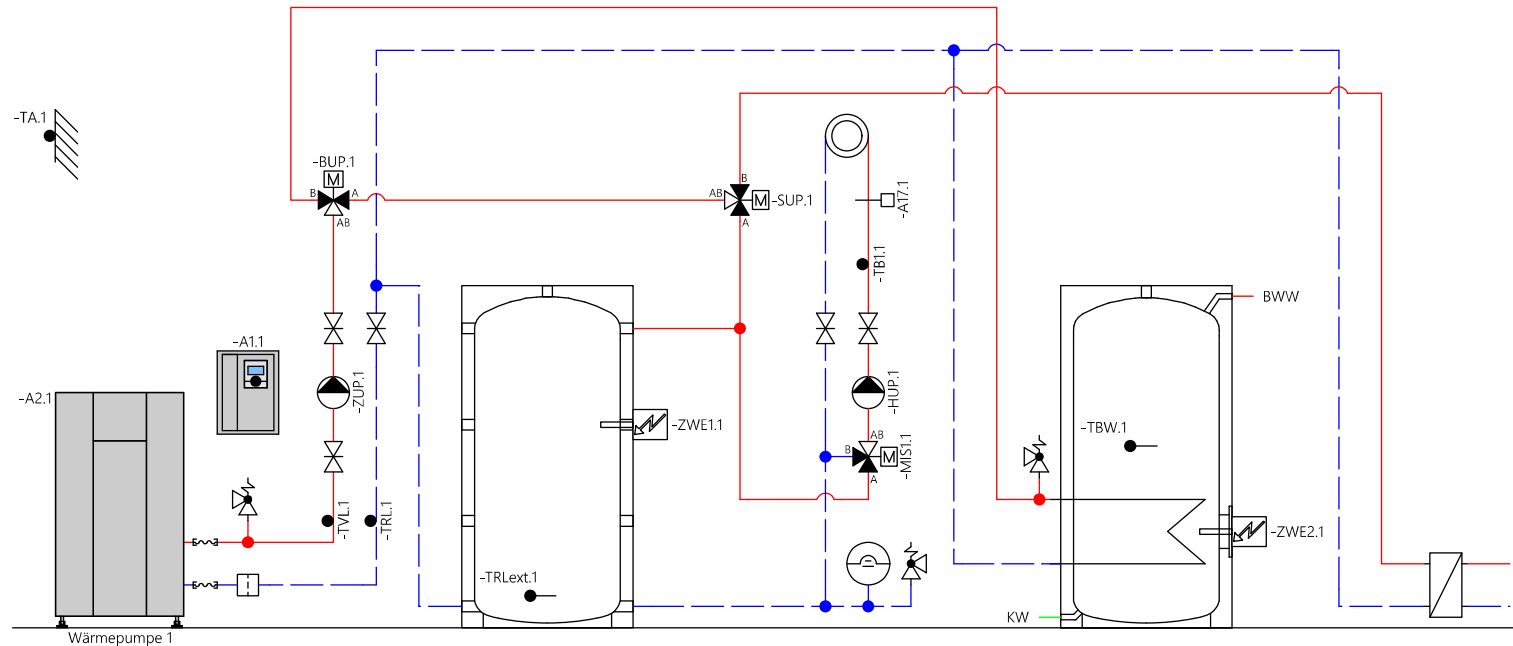 -TA.1
-BUP.1
M
B
A
AB
B
AB
M
-SUP.1
A
-A17.1
-TB1.1
BWW
-A1.1
-A2.1
-ZUP.1
-HUP.1
-ZWE1.1
-TBW.1
AB
B
M
-MIS1.1
A
-TVL.1
-TRL.1
-ZWE2.1
-TRLext.1
KW
Wärmepumpe 1